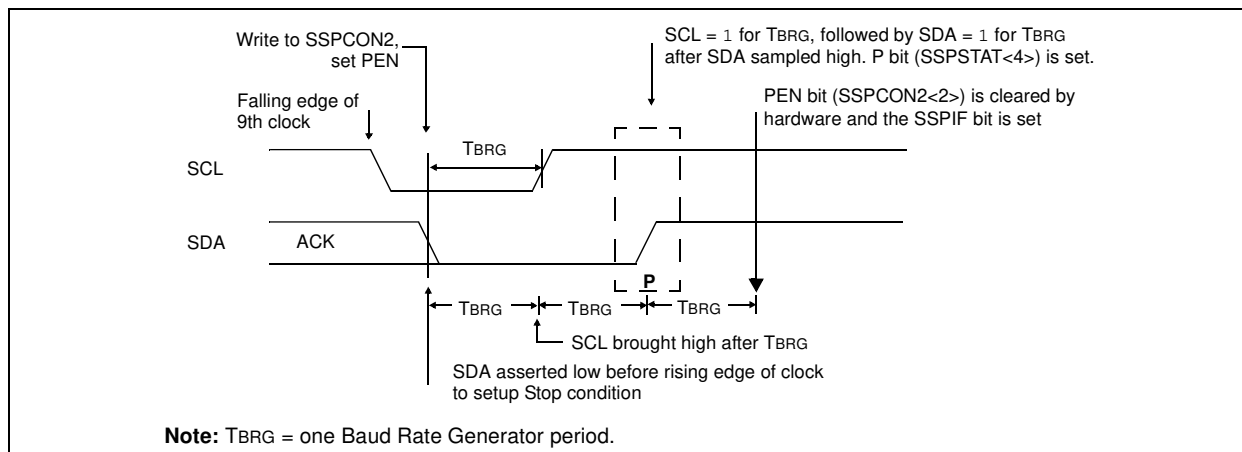 Write to SSPCON2,
set PEN
SCL = 1 for TBRG, followed by SDA = 1 for TBRG
after SDA sampled high. P bit (SSPSTAT<4>) is set.
Falling edge of
9th clock
PEN bit (SSPCON2<2>) is cleared by
hardware and the SSPIF bit is set
TBRG
SCL
SDA
ACK
P
TBRG
TBRG
TBRG
SCL brought high after TBRG
SDA asserted low before rising edge of clock
to setup Stop condition
Note: TBRG = one Baud Rate Generator period.